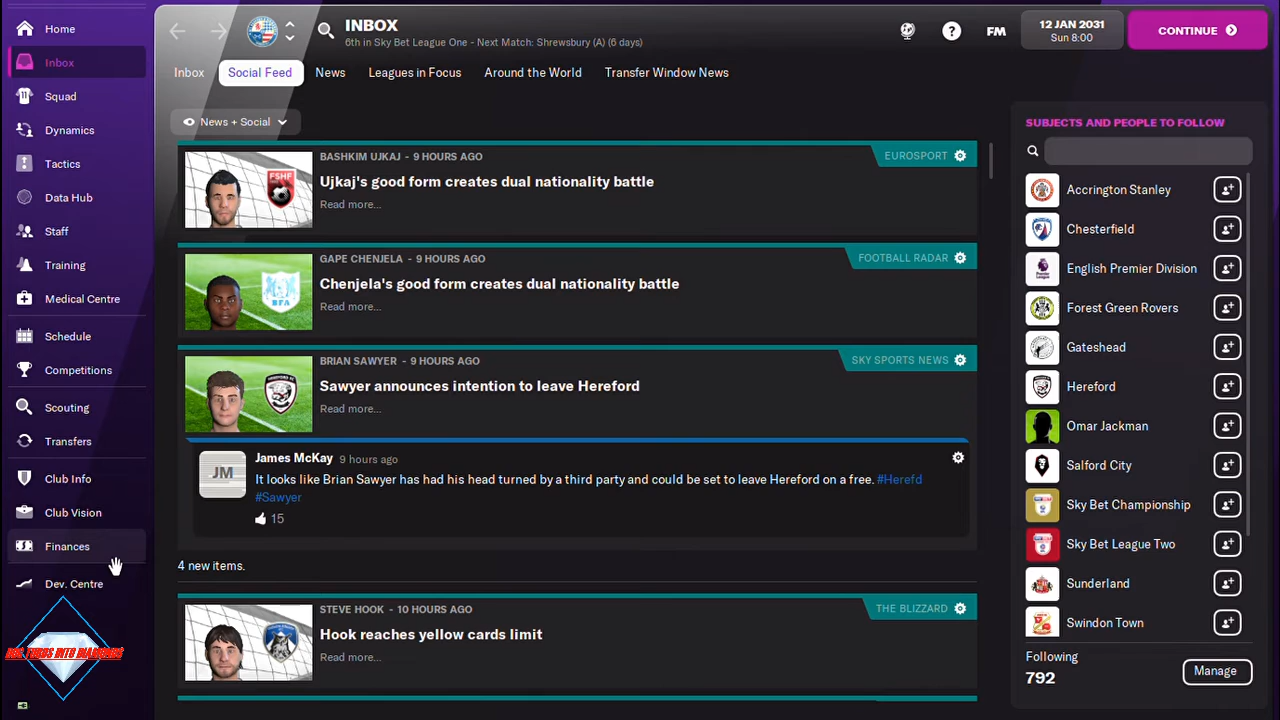 Home
Inbox
Squad
Dynamics
Tactics
Data Hub
Staff
Training
Medical Centre
Schedule
Competitions
Scouting
Transfers
Club Info
Club Vision
Finances
Dev. Centre
INBOX
6th in Sky Bet League One - Next Match: Shrewsbury (A) (6 days)
FM
12 JAN 2031
Sun 8:00
CONTINUE
Inbox
Social Feed
News
Leagues in Focus
Around the World
Transfer Window News
News + Social
BASHKIM UJKAJ - 9 HOURS AGO
EUROSPORT
Ujkaj's good form creates dual nationality battle
Read more...
FSHF
GAPE CHENJELA - 9 HOURS AGO
FOOTBALL RADAR
Chenjela's good form creates dual nationality battle
Read more...
BFA
BRIAN SAWYER - 9 HOURS AGO
SKY SPORTS NEWS
Sawyer announces intention to leave Hereford
Read more...
JM
James McKay 9 hours ago
It looks like Brian Sawyer has had his head turned by a third party and could be set to leave Hereford on a free. #Herefd
#Sawyer
15
4 new items.
STEVE HOOK - 10 HOURS AGO
THE BLIZZARD
Hook reaches yellow cards limit
Read more...
SUBJECTS AND PEOPLE TO FOLLOW
Accrington Stanley
Chesterfield
English Premier Division
Forest Green Rovers
Gateshead
Hereford
Omar Jackman
Salford City
Sky Bet Championship
Sky Bet League Two
Sunderland
Swindon Town
Following
792
Manage